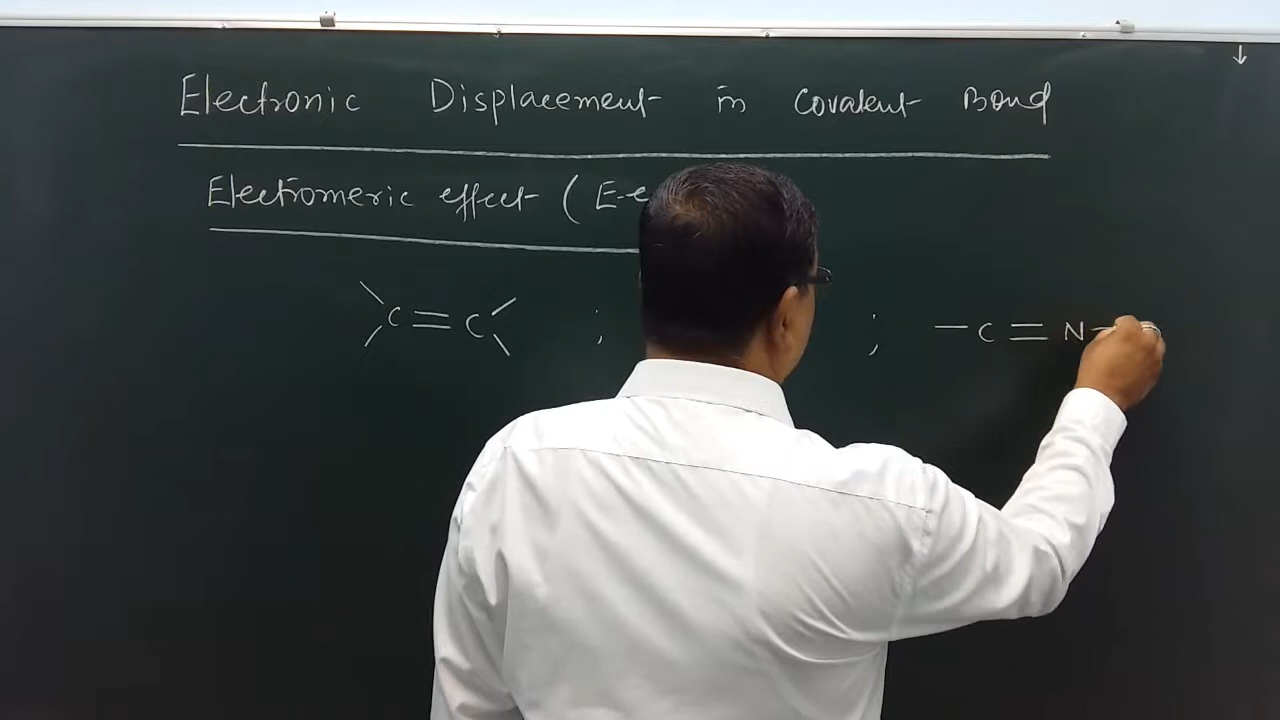 Electronic Displacement in Covalent Bond
Electromeric effect (E-e
C = C ; ; — C = N —